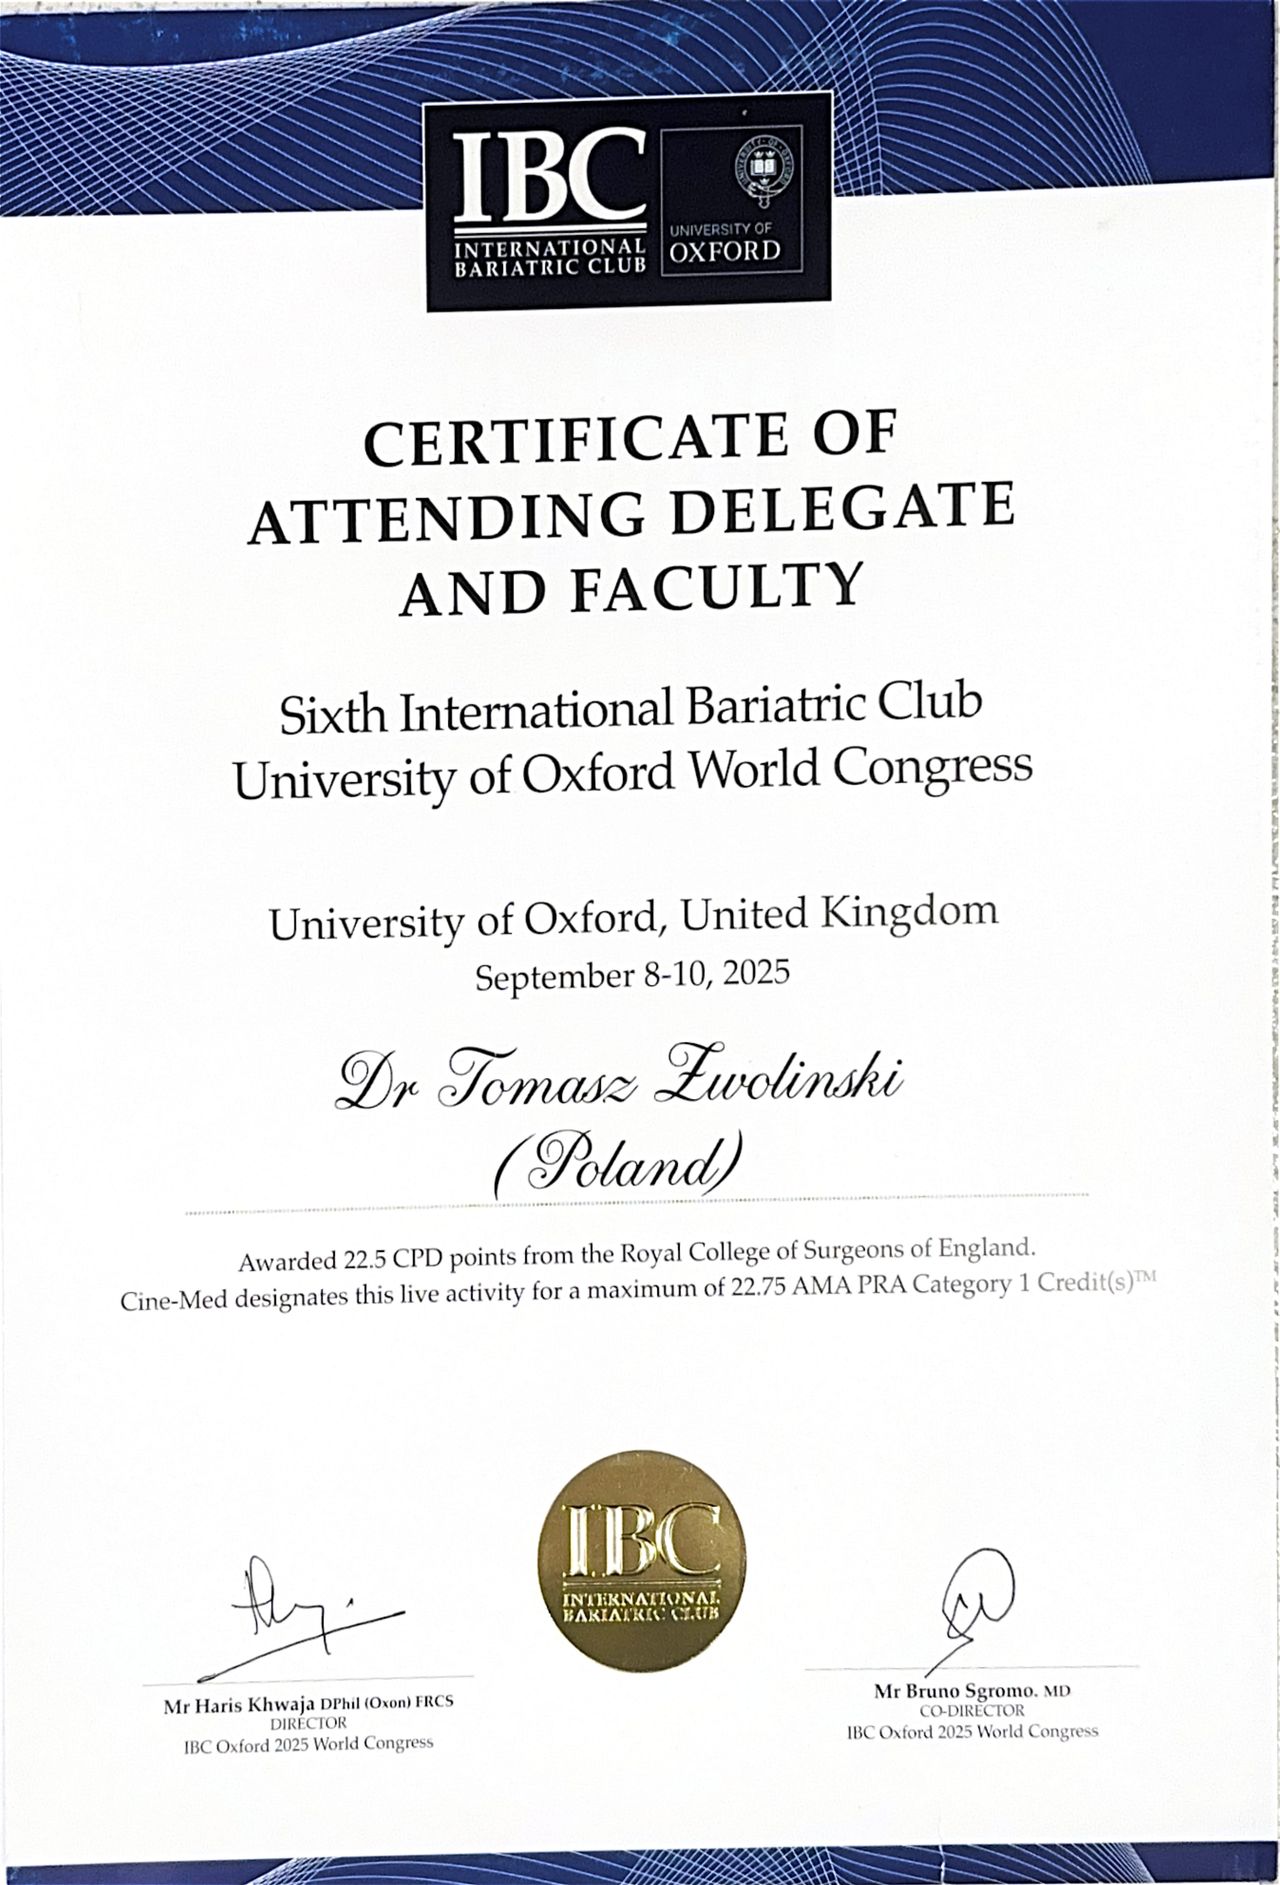 IBC
INTERNATIONAL
BARIATRIC CLUB
UNIVERSITY OF
OXFORD
CERTIFICATE OF
ATTENDING DELEGATE
AND FACULTY
Sixth International Bariatric Club
University of Oxford World Congress
University of Oxford, United Kingdom
September 8-10, 2025
Dr Tomasz Zwolinski
(Poland)
Awarded 22.5 CPD points from the Royal College of Surgeons of England.
Cine-Med designates this live activity for a maximum of 22.75 AMA PRA Category 1 Credit(s)™
IBC
INTERNATIONAL
BARIATRIC CLUB
Mr Haris Khwaja DPhil (Oxon) FRCS
DIRECTOR
IBC Oxford 2025 World Congress
Mr Bruno Sgromo. MD
CO-DIRECTOR
IBC Oxford 2025 World Congress